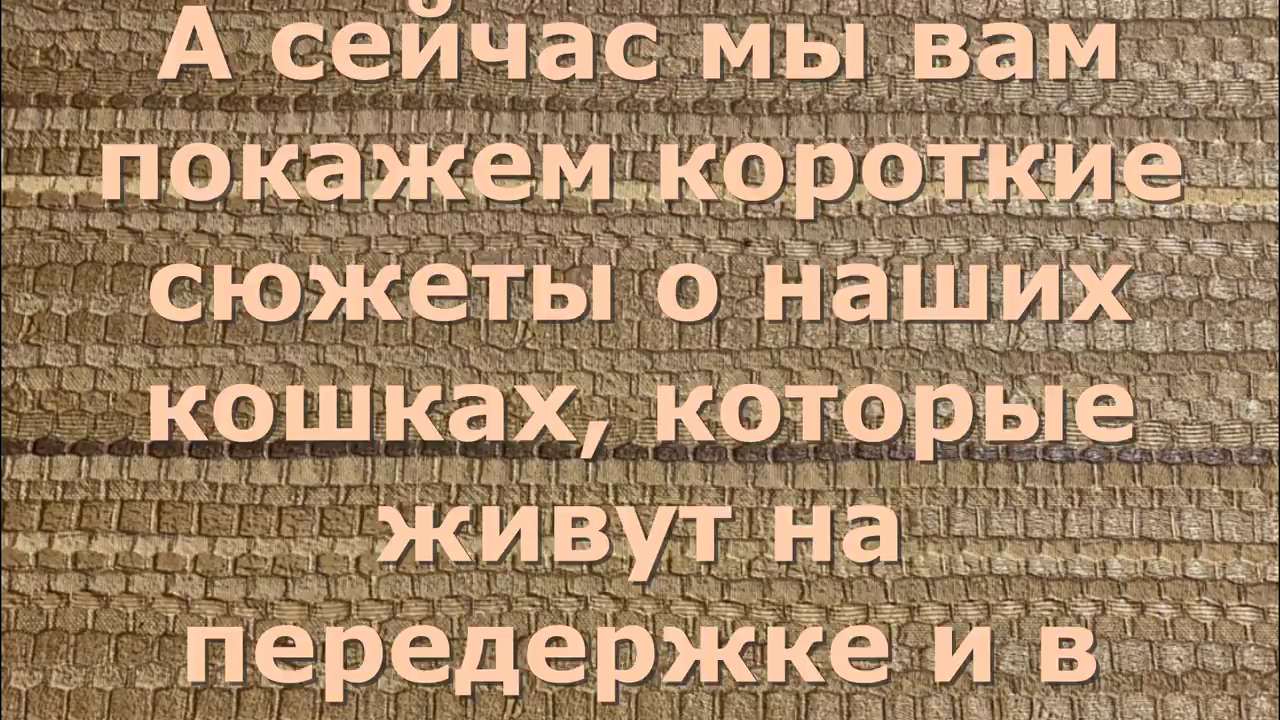 А сейчас мы вам
покажем короткие
сюжеты о наших
кошках, которые
живут на
передержке и в